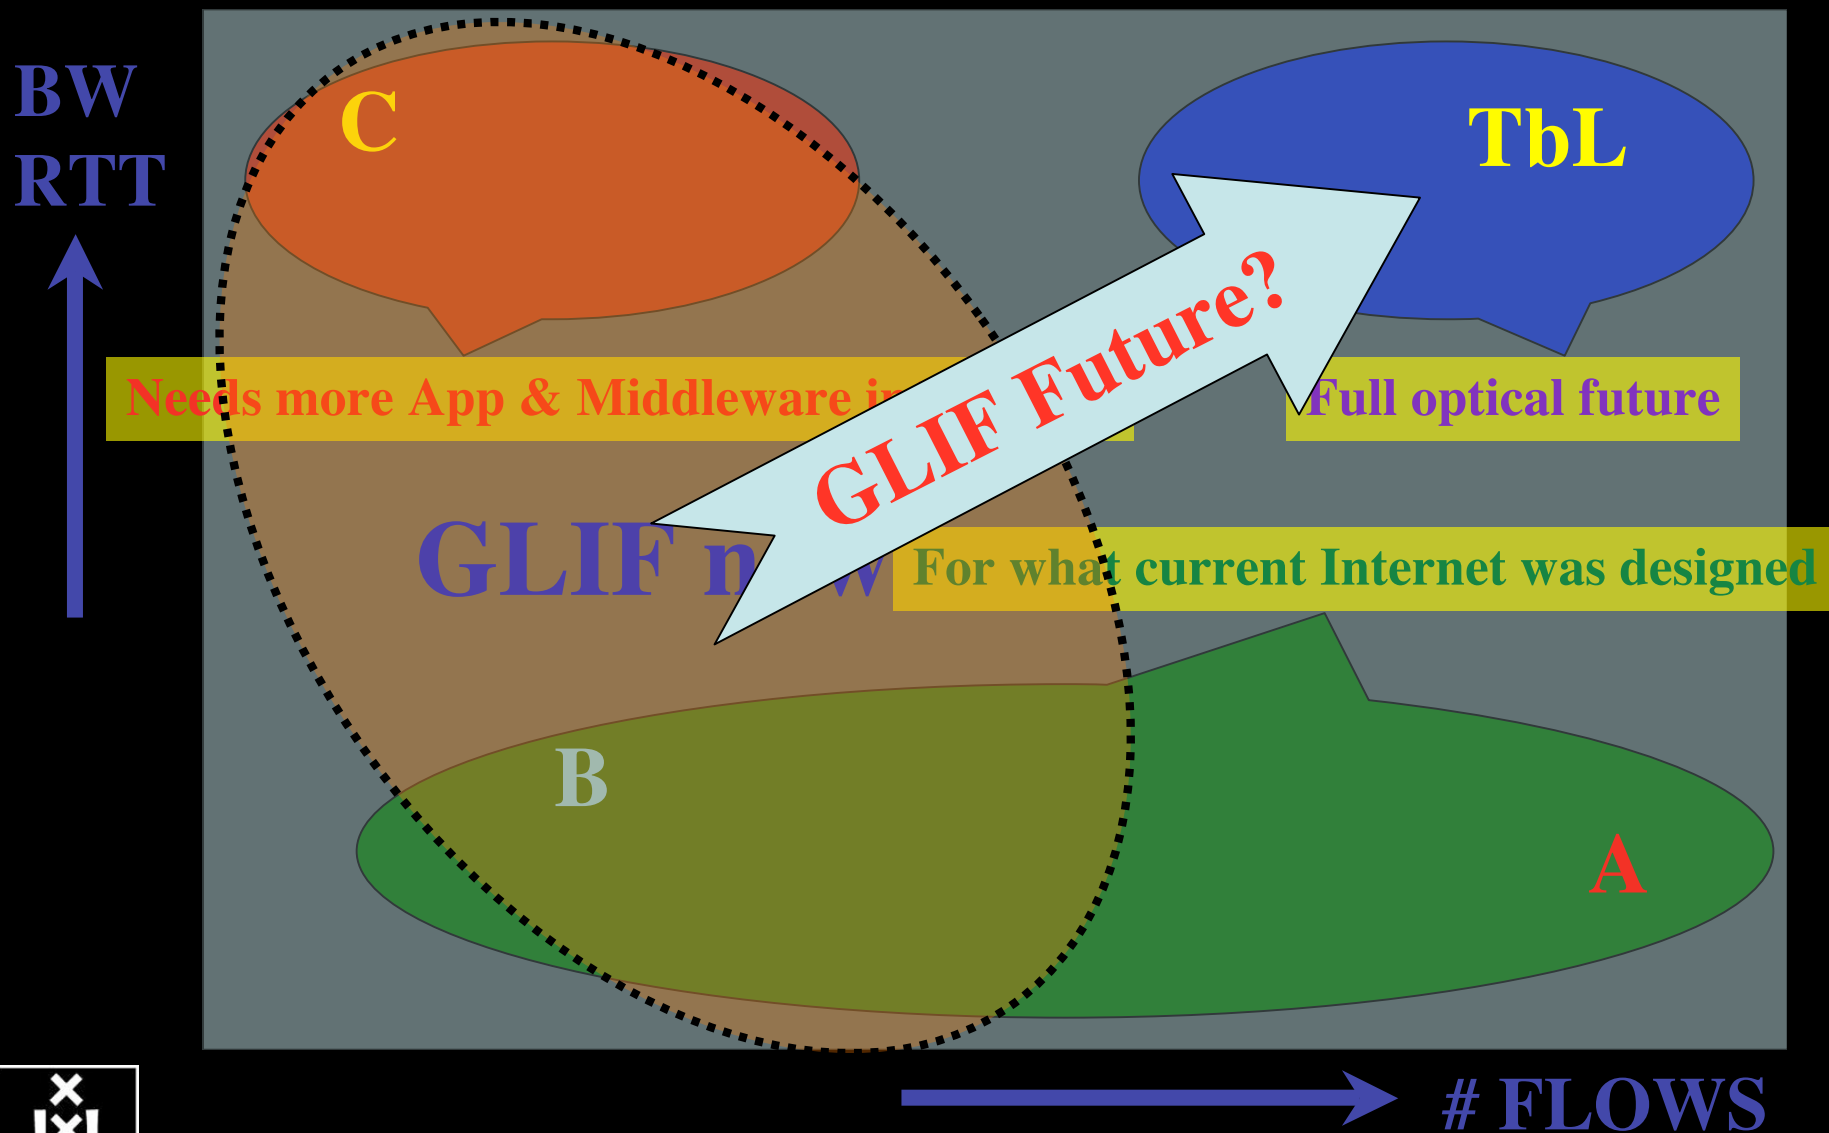 BW
RTT
C
TbL
Needs more App & Middleware
Full optical future
GLIF Future?
GLIF
For what current Internet was designed
B
A
# FLOWS